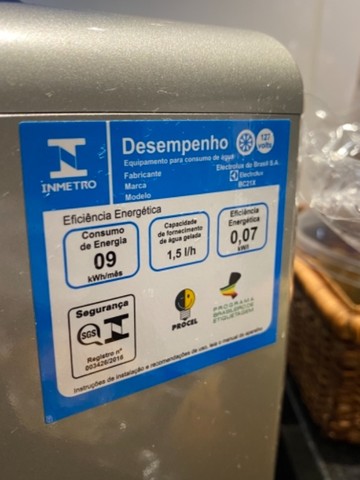 INMETRO
Desempenho
127 volts
Equipamento para consumo de água
Fabricante Electrolux do Brasil S.A.
Marca Electrolux
Modelo BC21X
Eficiência Energética
Consumo de Energia
09
kWh/mês
Capacidade de fornecimento de água gelada
1,5 l/h
Eficiência Energética
0,07
Segurança
SGS
Registro nº
003426/2016
PROCEL
PROGRAMA
BRASILEIRO DE
ETIQUETAGEM
Instruções de instalação e recomendações de uso, leia o manual do aparelho.